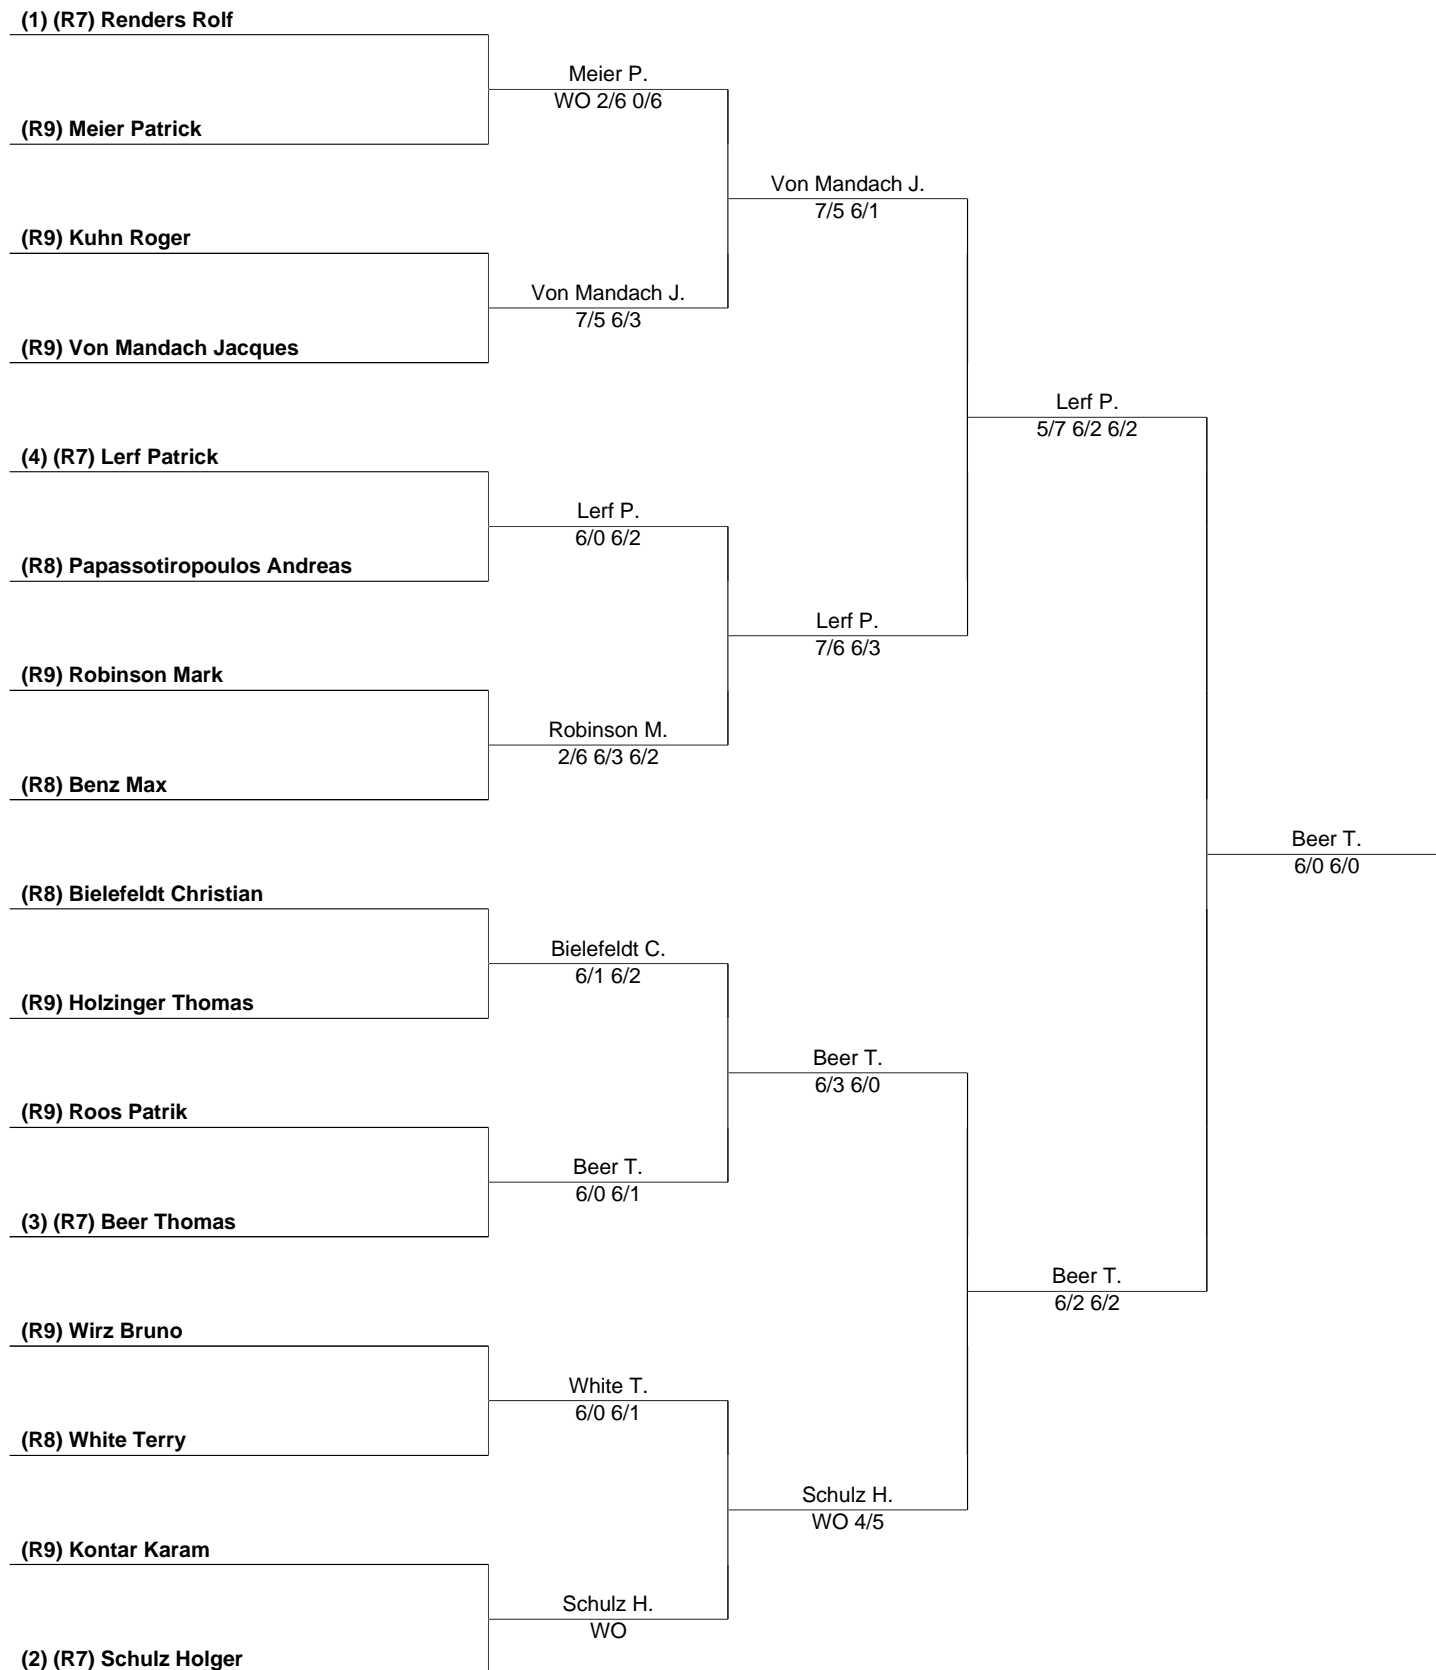 (1) (R7) Renders Rolf
Meier P.
WO 2/6 0/6
(R9) Meier Patrick
Von Mandach J.
7/5 6/1
(R9) Kuhn Roger
Von Mandach J.
7/5 6/3
(R9) Von Mandach Jacques
Lerf P.
5/7 6/2 6/2
(4) (R7) Lerf Patrick
Lerf P.
6/0 6/2
(R8) Papassotiropoulos Andreas
Lerf P.
7/6 6/3
(R9) Robinson Mark
Robinson M.
2/6 6/3 6/2
(R8) Benz Max
Beer T.
6/0 6/0
(R8) Bielefeldt Christian
Bielefeldt C.
6/1 6/2
(R9) Holzinger Thomas
Beer T.
6/3 6/0
(R9) Roos Patrik
Beer T.
6/0 6/1
(3) (R7) Beer Thomas
Beer T.
6/2 6/2
(R9) Wirz Bruno
White T.
6/0 6/1
(R8) White Terry
Schulz H.
WO 4/5
(R9) Kontar Karam
Schulz H.
WO
(2) (R7) Schulz Holger